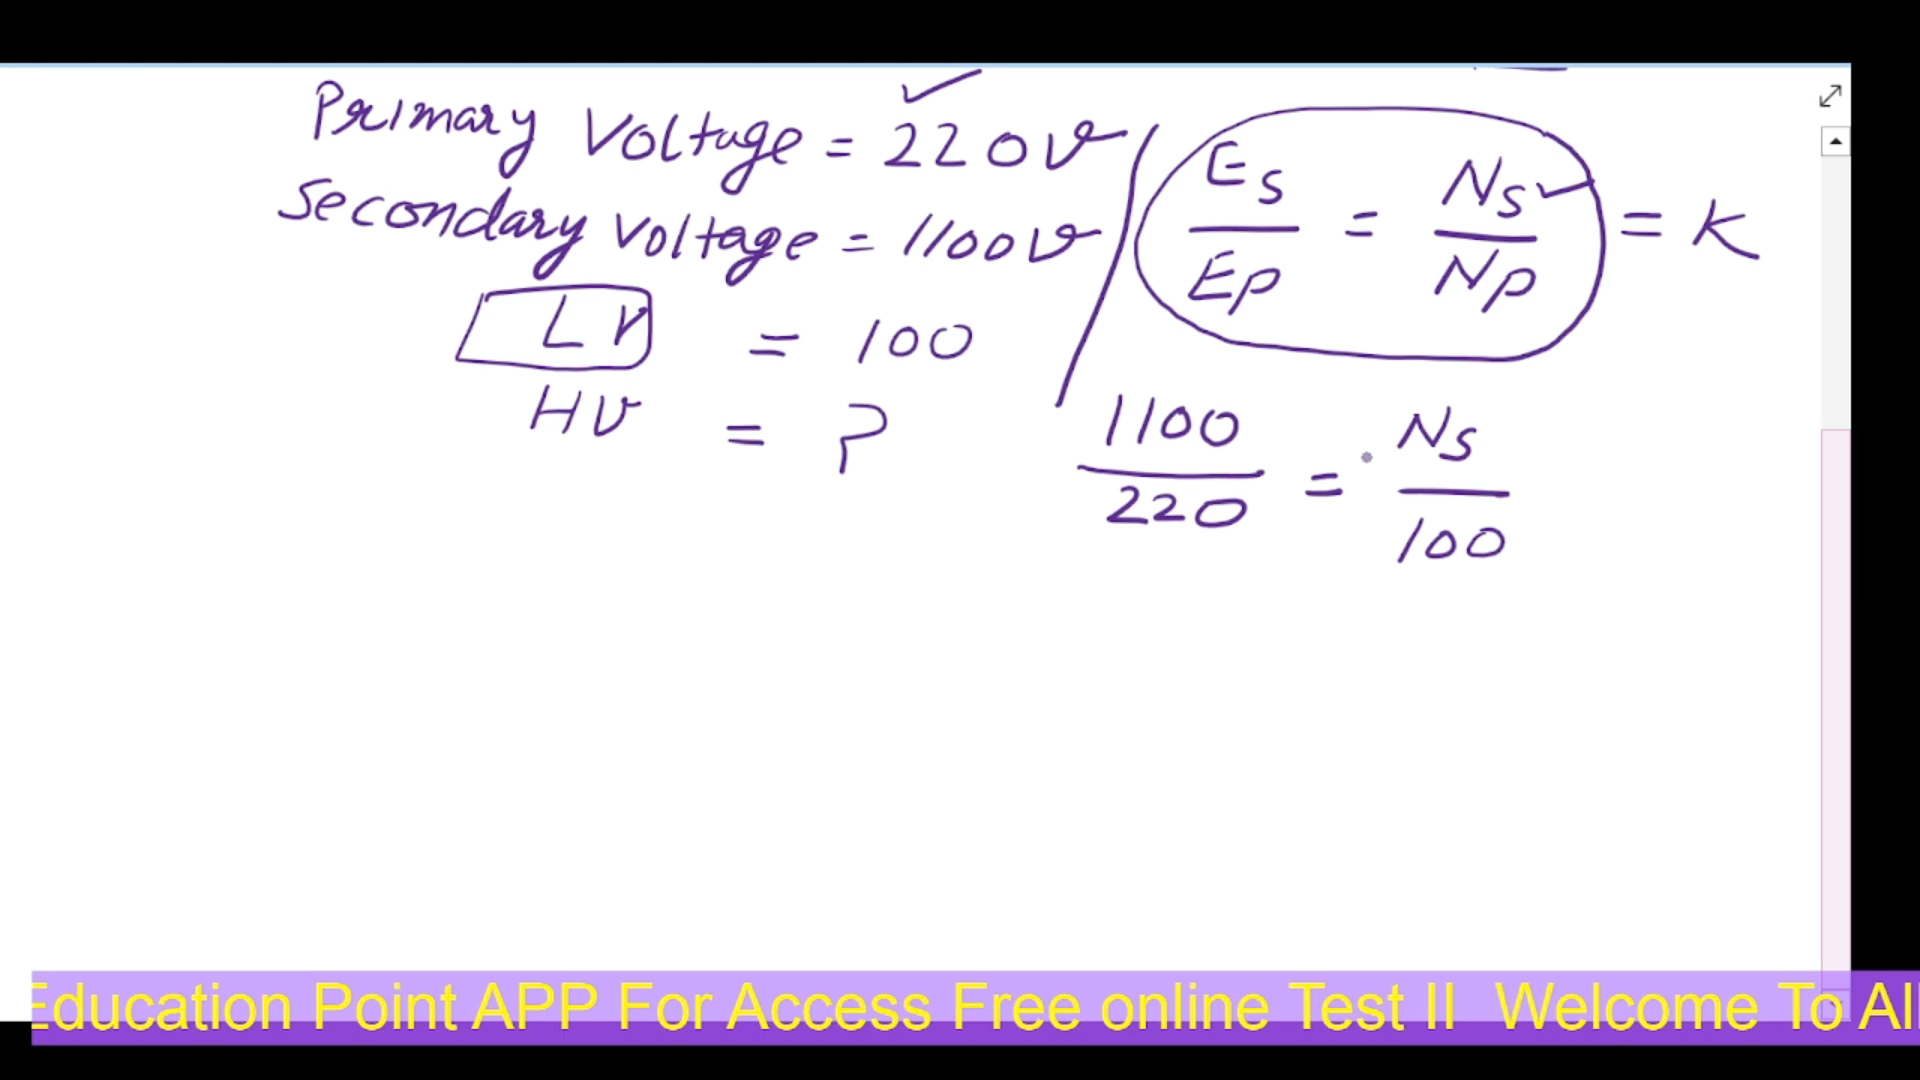 Primary Voltage = 220V
Secondary Voltage = 1100V
LV = 100
HV = ?
Es/Ep = Ns/Np = K
1100/220 = Ns/100
Education Point APP For Access Free online Test II Welcome To All